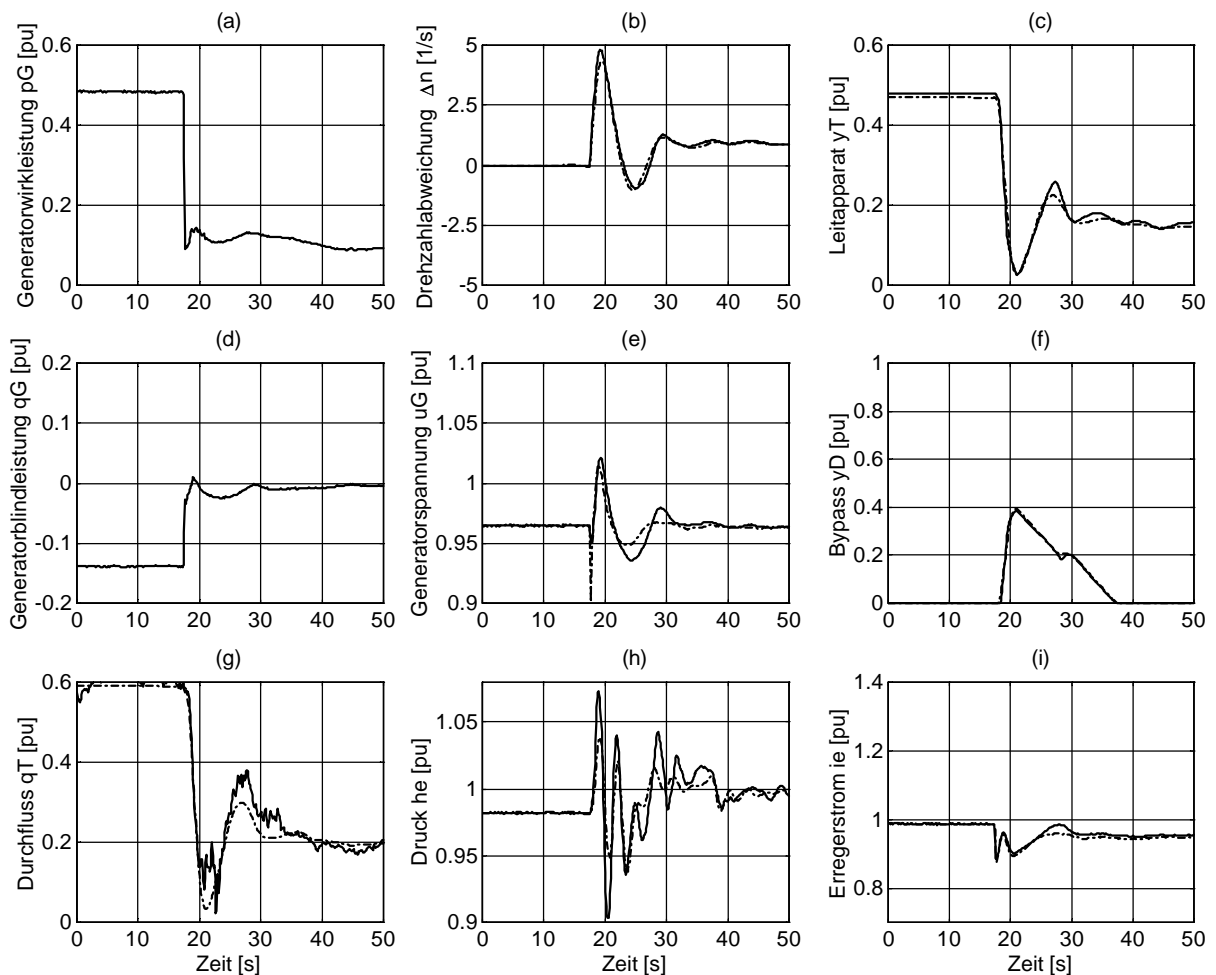 (a)
Generatorwirkleistung pG [pu]
0.6
0.4
0.2
0
0 10 20 30 40 50
(b)
Drehzahlabweichung Δn [1/s]
5
2.5
0
-2.5
-5
0 10 20 30 40 50
(c)
Leitapparat yT [pu]
0.6
0.4
0.2
0
0 10 20 30 40 50
(d)
Generatorblindleistung qG [pu]
0.2
0.1
0
-0.1
-0.2
0 10 20 30 40 50
(e)
Generatorspannung uG [pu]
1.1
1.05
1
0.95
0.9
0 10 20 30 40 50
(f)
Bypass yD [pu]
1
0.8
0.6
0.4
0.2
0
0 10 20 30 40 50
(g)
Durchfluss qT [pu]
0.6
0.4
0.2
0
0 10 20 30 40 50
Zeit [s]
(h)
Druck he [pu]
1.05
1
0.95
0.9
0 10 20 30 40 50
Zeit [s]
(i)
Erregerstrom ie [pu]
1.4
1.2
1
0.8
0 10 20 30 40 50
Zeit [s]